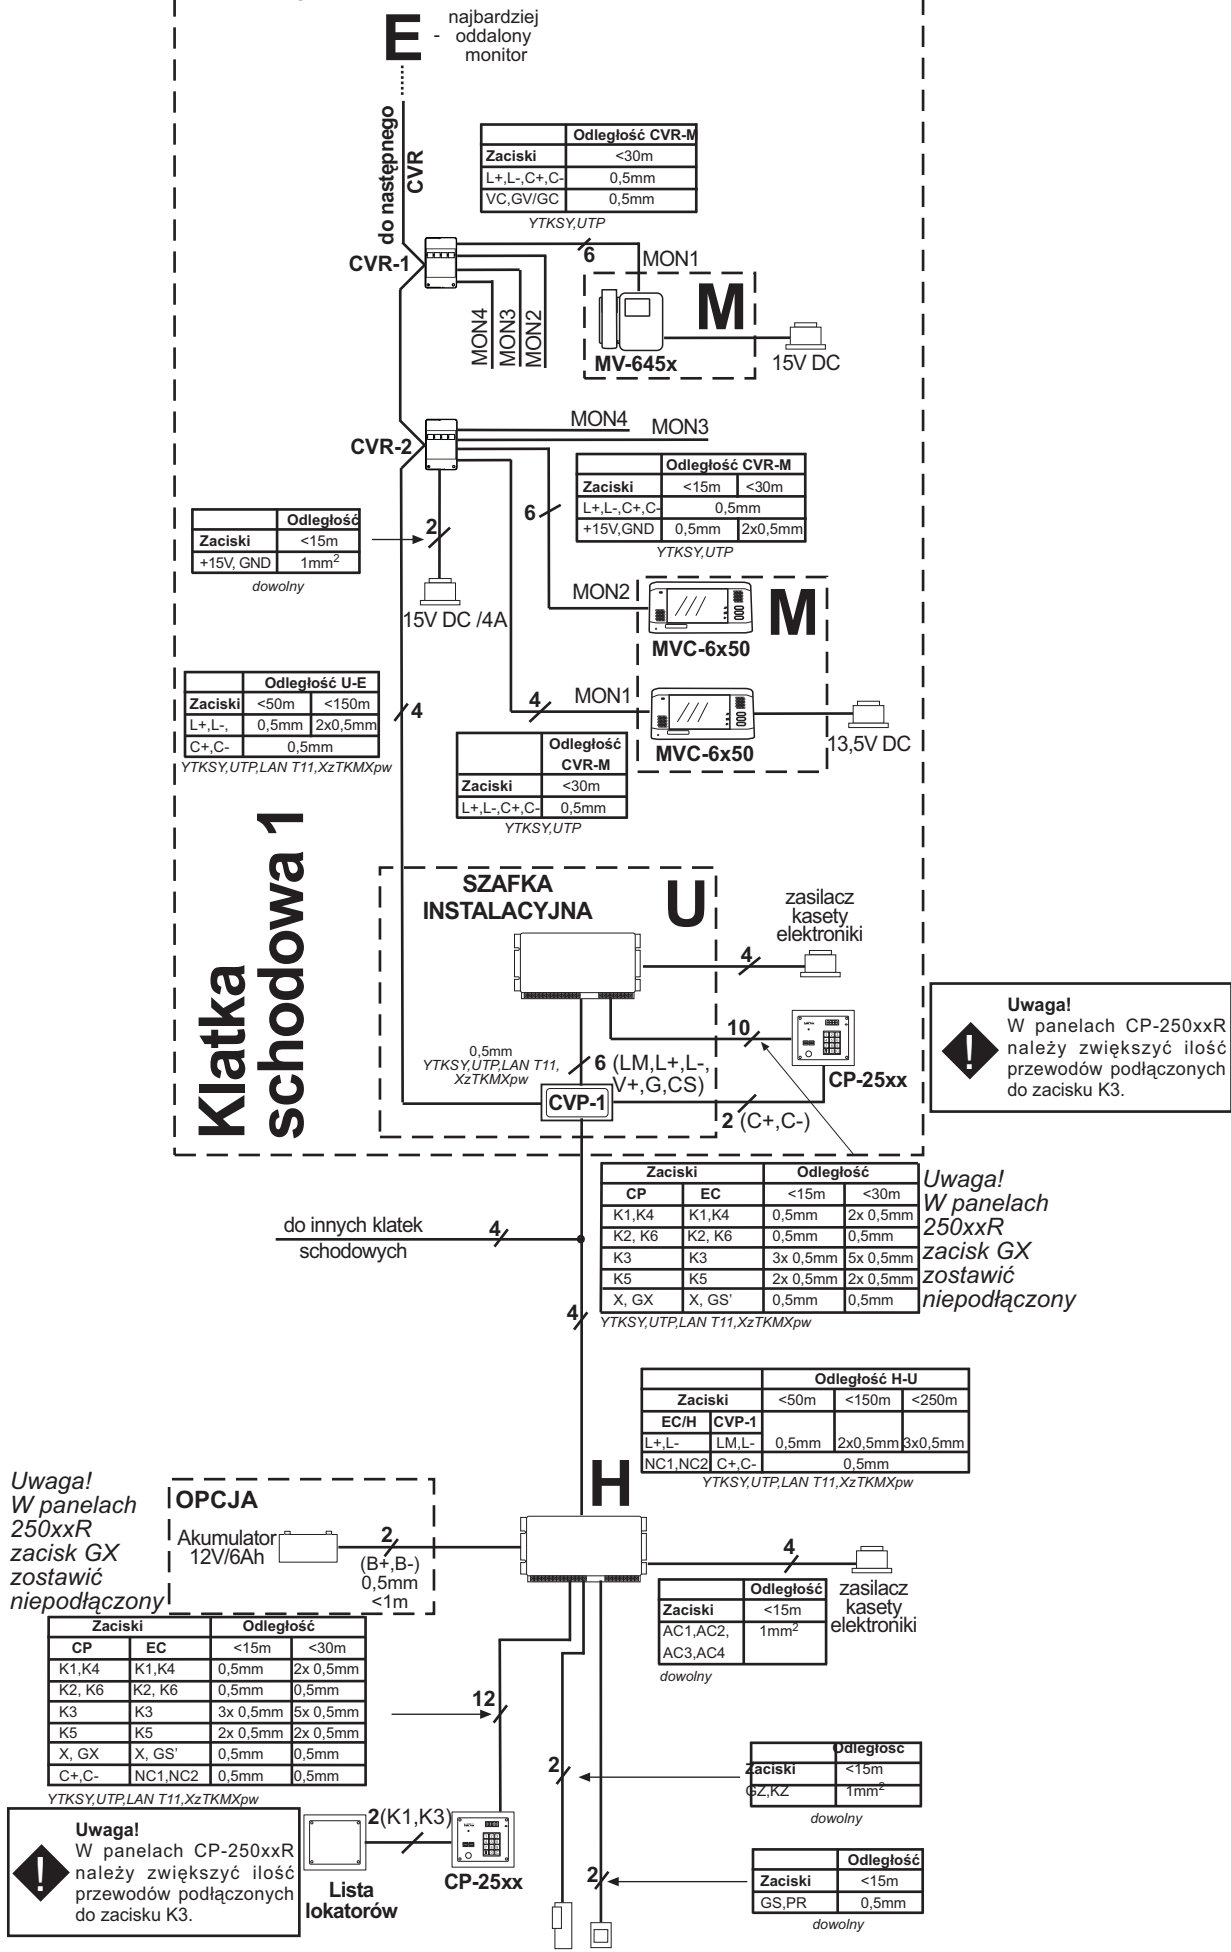 E
- najbardziej
oddalony
monitor
do następnego
CVR
Odległość CVR-M
Zaciski <30m
L+,L-,C+,C- 0,5mm
VC,GV/GC 0,5mm
YTKSY,UTP
6
MON1
CVR-1
MON4
MON3
MON2
M
MV-645x
15V DC
MON4
MON3
CVR-2
Odległość CVR-M
Zaciski <15m <30m
L+,L-,C+,C- 0,5mm
+15V,GND 0,5mm 2x0,5mm
YTKSY,UTP
6
Odległość
Zaciski <15m
+15V, GND 1mm²
dowolny
2
15V DC /4A
MON2
M
MVC-6x50
Odległość U-E
Zaciski <50m <150m
L+,L-, 0,5mm 2x0,5mm
C+,C- 0,5mm
YTKSY,UTP,LAN T11,XzTKMXpw
4
4
MON1
MVC-6x50
13,5V DC
Odległość
CVR-M
Zaciski <30m
L+,L-,C+,C- 0,5mm
YTKSY,UTP
Klatka
schodowa 1
SZAFKA
INSTALACYJNA
U
zasilacz
kasety
elektroniki
4
10
0,5mm
YTKSY,UTP,LAN T11,
XzTKMXpw
6 (LM,L+,L-,
V+,G,CS)
CVP-1
CP-25xx
2 (C+,C-)
Uwaga!
W panelach CP-250xxR
należy zwiększyć ilość
przewodów podłączonych
do zacisku K3.
Zaciski Odległość
CP EC <15m <30m
K1,K4 K1,K4 0,5mm 2x 0,5mm
K2, K6 K2, K6 0,5mm 0,5mm
K3 K3 3x 0,5mm 5x 0,5mm
K5 K5 2x 0,5mm 2x 0,5mm
X, GX X, GS' 0,5mm 0,5mm
YTKSY,UTP,LAN T11,XzTKMXpw
Uwaga!
W panelach
250xxR
zacisk GX
zostawić
niepodłączony
do innych klatek
schodowych
4
4
Odległość H-U
Zaciski <50m <150m <250m
EC/H CVP-1
L+,L- LM,L- 0,5mm 2x0,5mm 3x0,5mm
NC1,NC2 C+,C- 0,5mm
YTKSY,UTP,LAN T11,XzTKMXpw
H
Uwaga!
W panelach
250xxR
zacisk GX
zostawić
niepodłączony
OPCJA
Akumulator
12V/6Ah
2
(B+,B-)
0,5mm
<1m
4
zasilacz
kasety
elektroniki
Odległość
Zaciski <15m
AC1,AC2, 1mm²
AC3,AC4
dowolny
Zaciski Odległość
CP EC <15m <30m
K1,K4 K1,K4 0,5mm 2x 0,5mm
K2, K6 K2, K6 0,5mm 0,5mm
K3 K3 3x 0,5mm 5x 0,5mm
K5 K5 2x 0,5mm 2x 0,5mm
X, GX X, GS' 0,5mm 0,5mm
C+,C- NC1,NC2 0,5mm 0,5mm
YTKSY,UTP,LAN T11,XzTKMXpw
12
2
Odległość
Zaciski <15m
GZ,KZ 1mm²
dowolny
Uwaga!
W panelach CP-250xxR
należy zwiększyć ilość
przewodów podłączonych
do zacisku K3.
2(K1,K3)
Lista
lokatorów
CP-25xx
2
Odległość
Zaciski <15m
GS,PR 0,5mm
dowolny